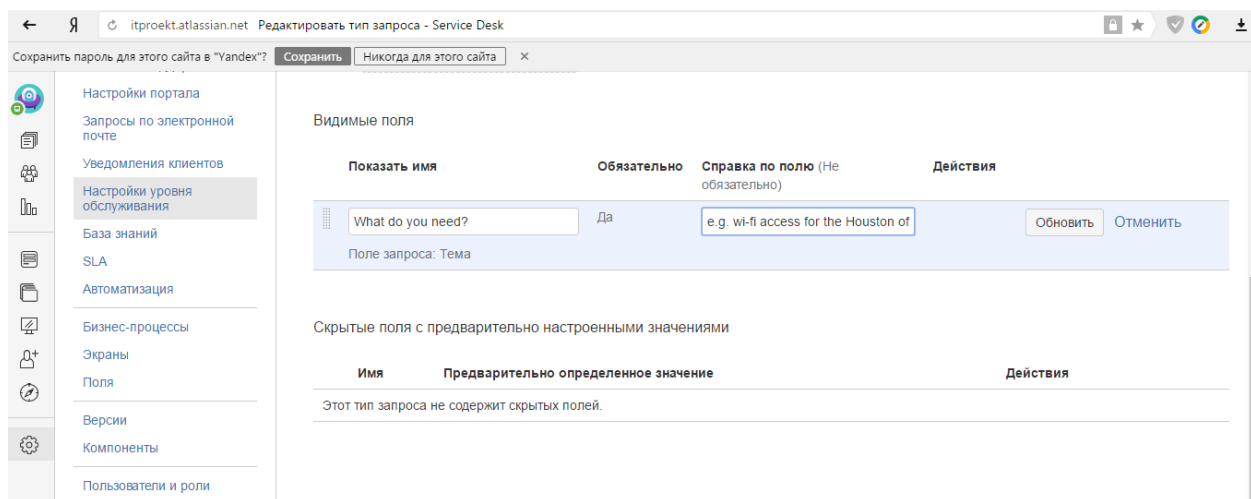 itproekt.atlassian.net Редактировать тип запроса - Service Desk
Сохранить пароль для этого сайта в "Yandex"? Сохранить Никогда для этого сайта
Настройки портала
Запросы по электронной
почте
Уведомления клиентов
Настройки уровня
обслуживания
База знаний
SLA
Автоматизация
Бизнес-процессы
Экраны
Поля
Версии
Компоненты
Пользователи и роли
Видимые поля
Показать имя Обязательно Справка по полю (Не
обязательно) Действия
What do you need? Да e.g. wi-fi access for the Houston of Обновить Отменить
Поле запроса: Тема
Скрытые поля с предварительно настроенными значениями
Имя Предварительно определенное значение Действия
Этот тип запроса не содержит скрытых полей.